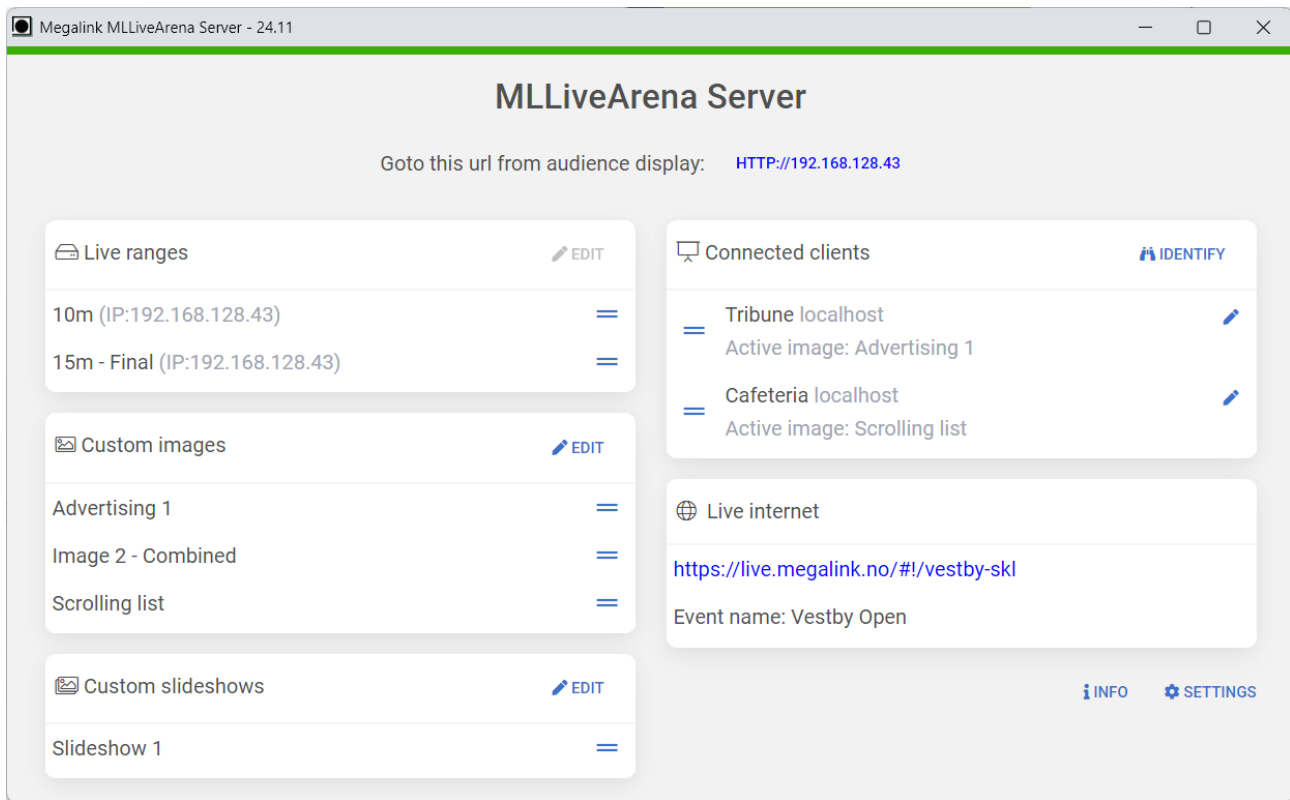 Megalink MLLiveArena Server - 24.11
MLLiveArena Server
Goto this url from audience display: HTTP://192.168.128.43
Live ranges EDIT
10m (IP:192.168.128.43)
15m - Final (IP:192.168.128.43)
Custom images EDIT
Advertising 1
Image 2 - Combined
Scrolling list
Custom slideshows EDIT
Slideshow 1
Connected clients IDENTIFY
Tribune localhost
Active image: Advertising 1
Cafeteria localhost
Active image: Scrolling list
Live internet
https://live.megalink.no/#!/vestby-skl
Event name: Vestby Open
INFO SETTINGS